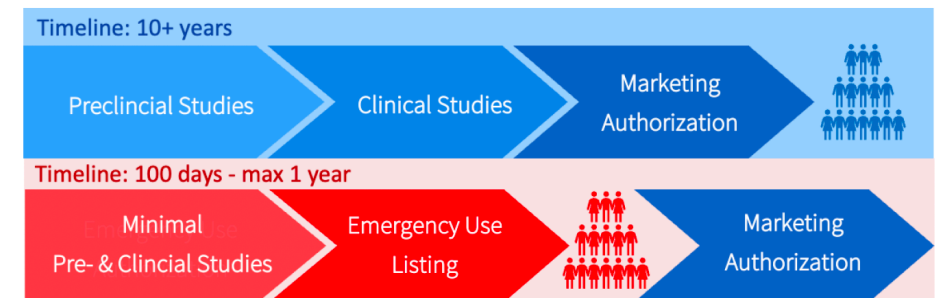 Timeline: 10+ years
Preclincial Studies
Clinical Studies
Marketing
Authorization
Timeline: 100 days - max 1 year
Minimal
Pre- & Clincial Studies
Emergency Use
Listing
Marketing
Authorization